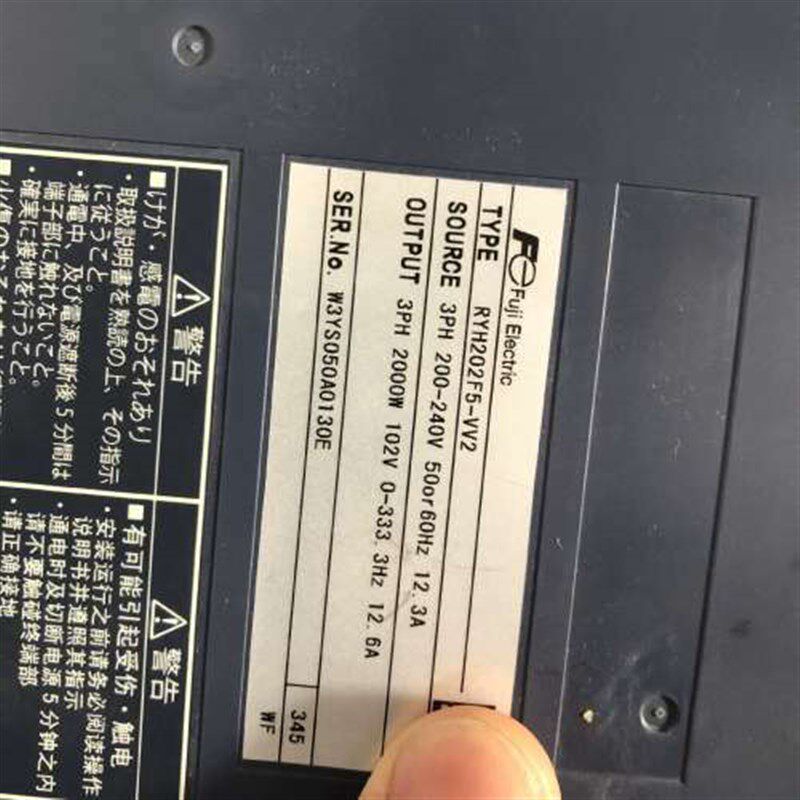 Fuji Electric
TYPE RYH202F5-VV2
SOURCE 3PH 200-240V 50or60Hz 12.3A
OUTPUT 3PH 2000W 102V 0-333.3Hz 12.6A
SER.No. W3YS050A0130E
345
WF
⚠警告
■けが・感電のおそれあり
・取扱説明書を熟読の上、その指示
に従うこと。
・通電中、及び電源遮断後5分間は
端子部に触れないこと。
・確実に接地を行うこと。
⚠警告
■有可能引起受伤・触电
・安装运行之前请务必阅读操作
说明书并遵照其指示
・通电时及切断电源5分钟之内
请不要触碰终端部
・请正确接地